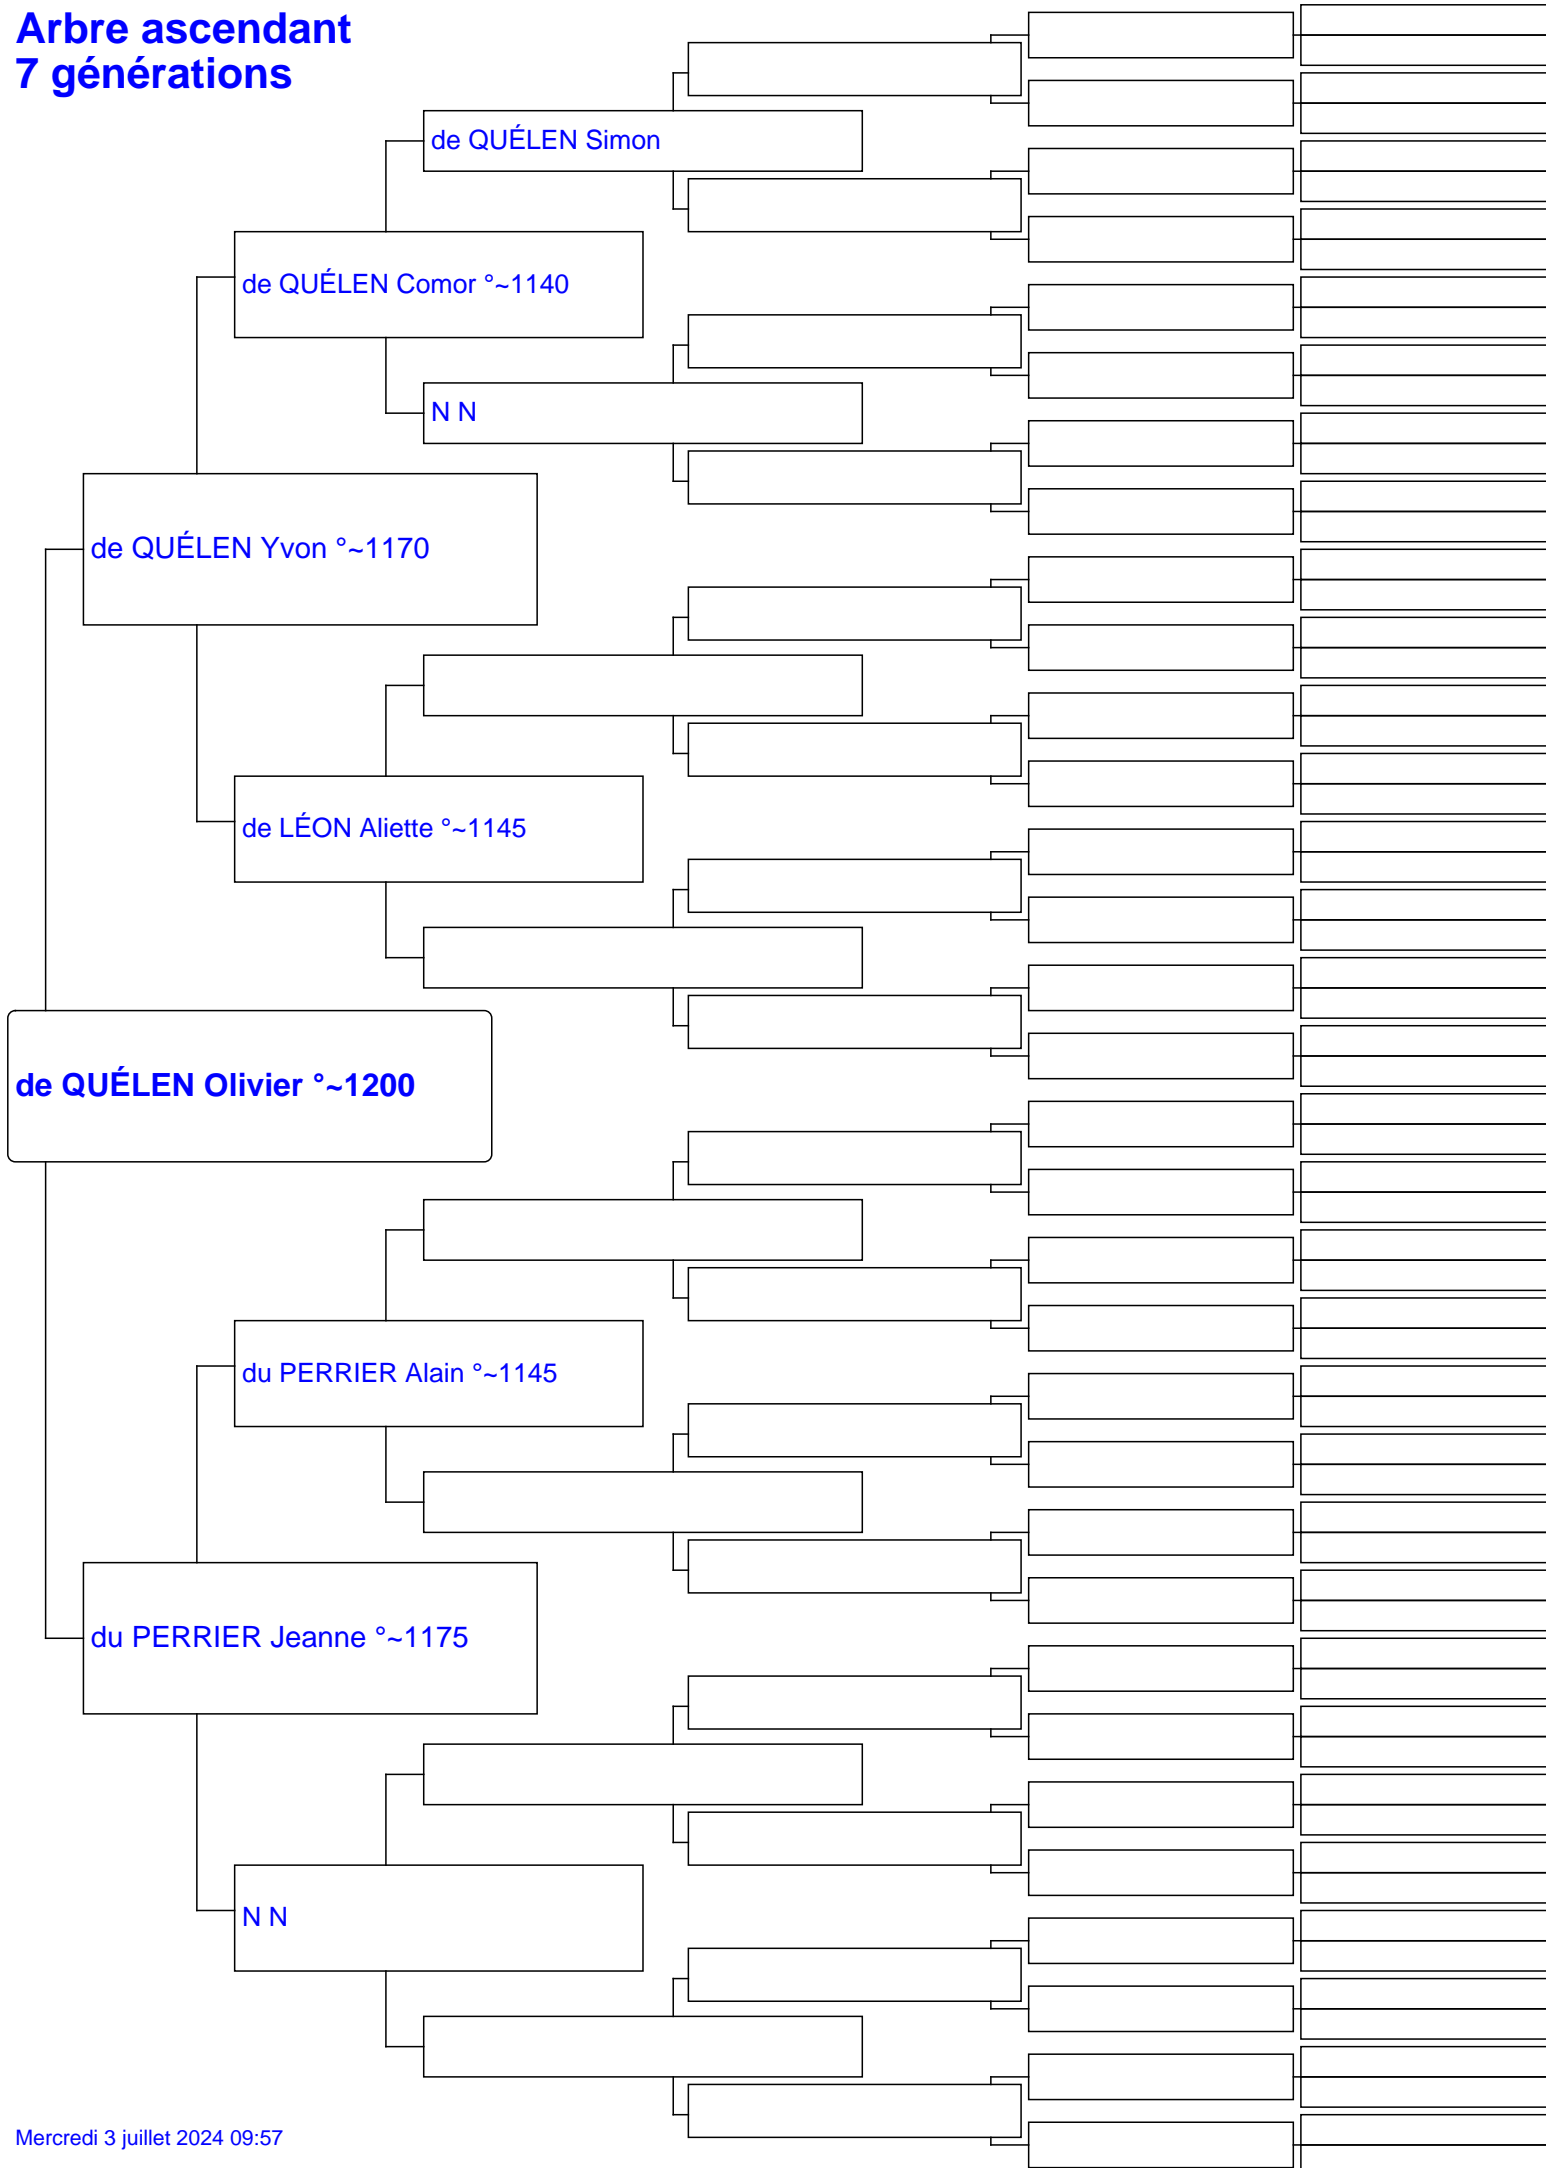 Arbre ascendant
7 générations
de QUÉLEN Simon
de QUÉLEN Comor °~1140
N N
de QUÉLEN Yvon °~1170
de LÉON Aliette °~1145
de QUÉLEN Olivier °~1200
du PERRIER Alain °~1145
du PERRIER Jeanne °~1175
N N
Mercredi 3 juillet 2024 09:57